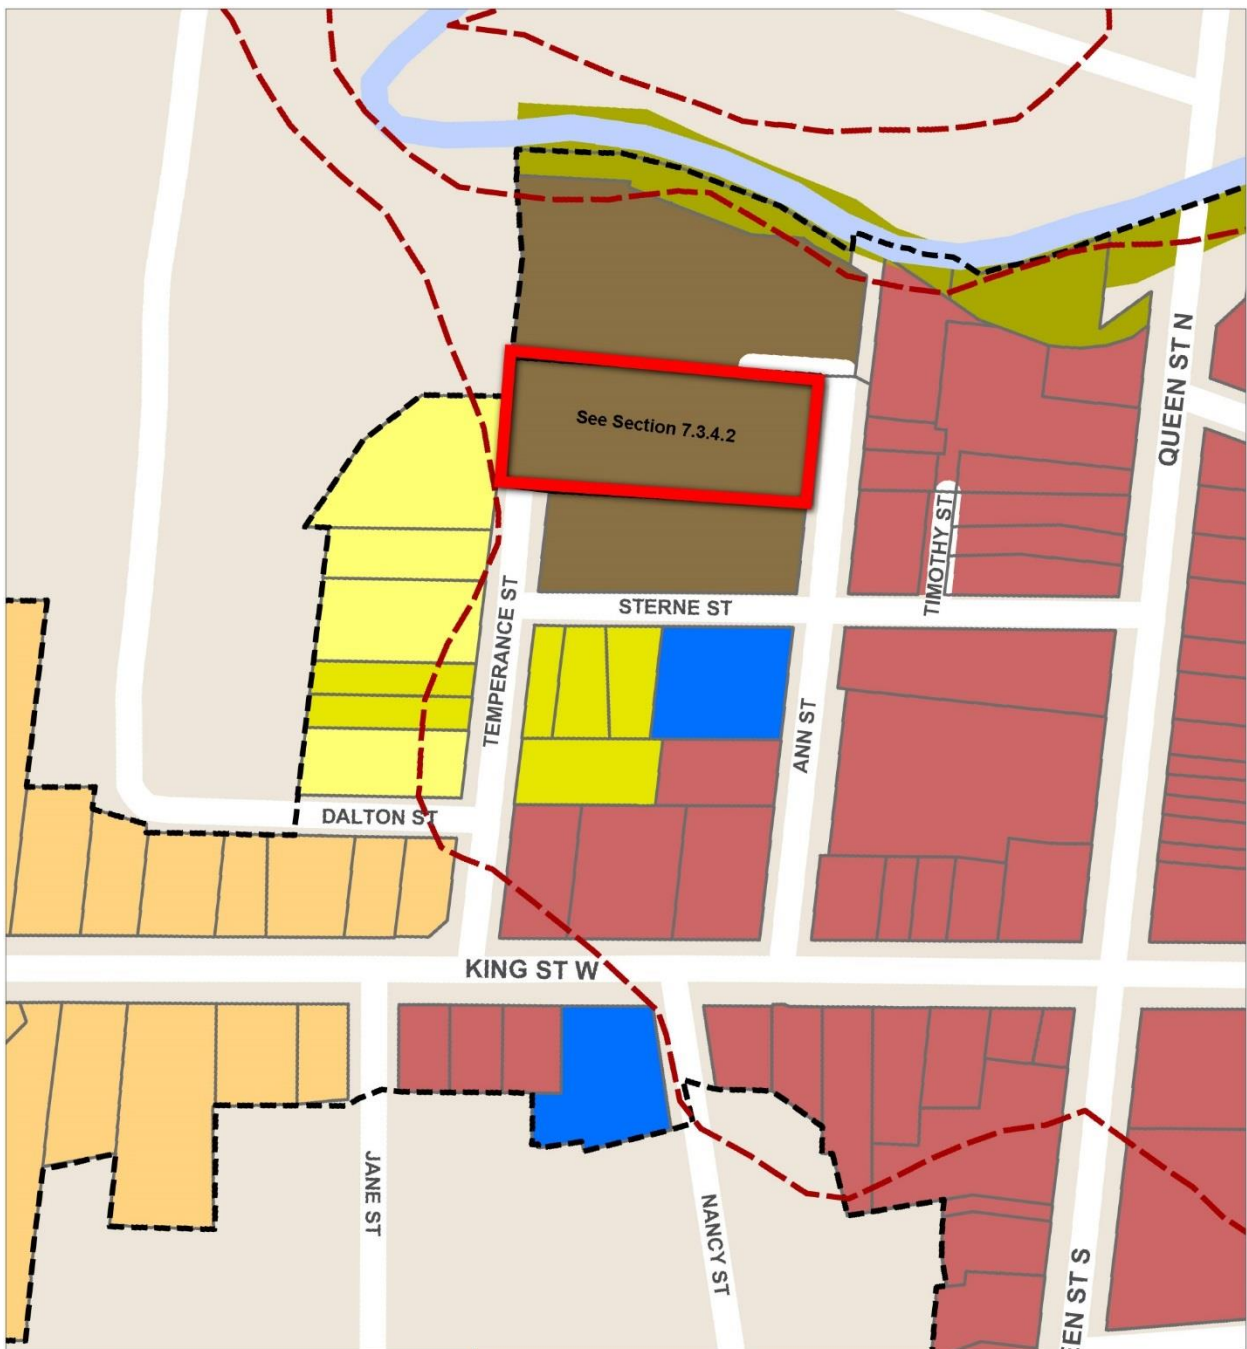 QUEEN ST N
See Section 7.3.4.2
TIMOTHY ST
STERNE ST
TEMPERANCE ST
ANN ST
DALTON ST
KING ST W
JANE ST
NANCY ST
EEN ST S